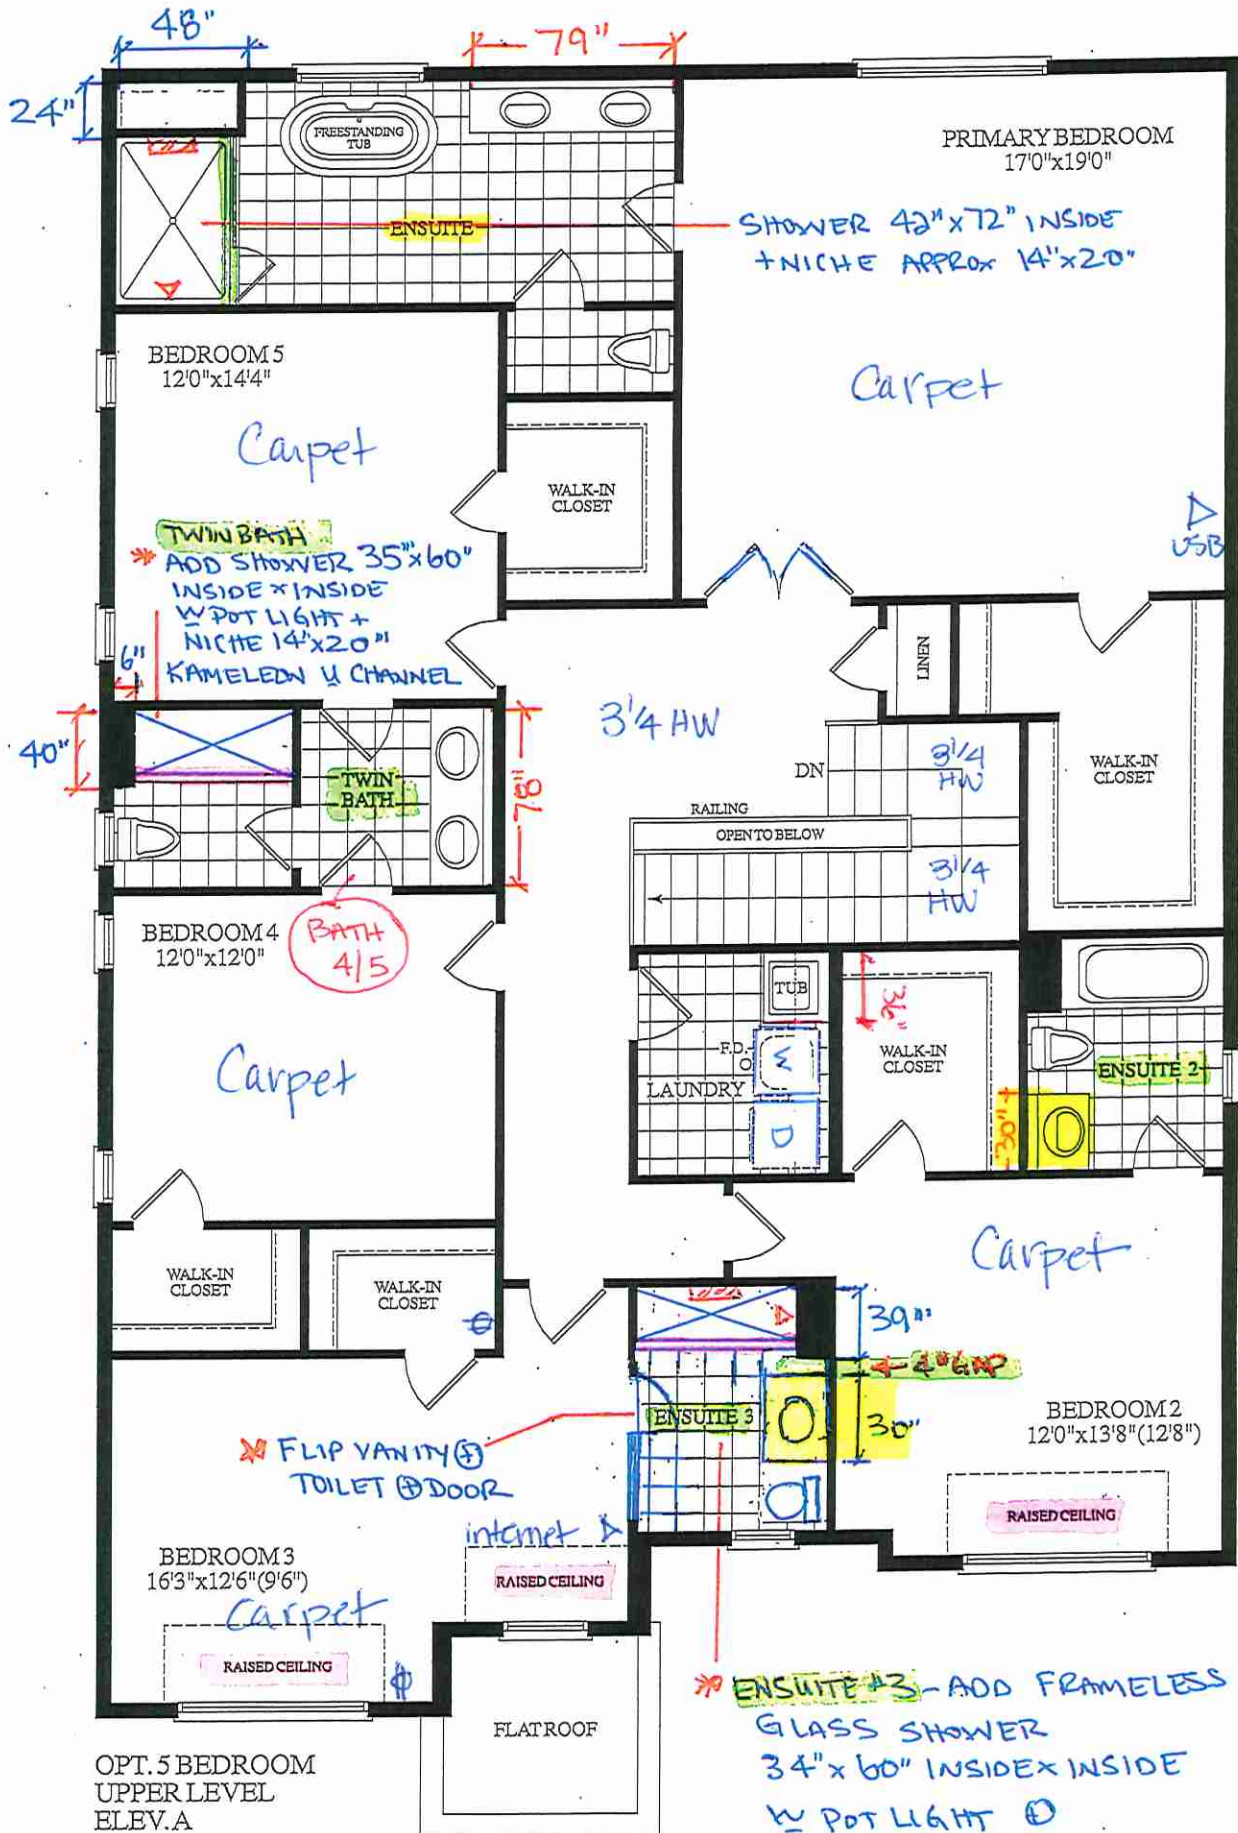 48"
79"
24"
FREESTANDING
TUB
PRIMARY BEDROOM
17'0"x19'0"
ENSUITE
SHOWER 42"x72" INSIDE
+NICHE APPROX 14"x20"
BEDROOM 5
12'0"x14'4"
Carpet
Carpet
WALK-IN
CLOSET
USB
TWIN BATH
* ADD SHOWER 35"x60"
INSIDE x INSIDE
W POT LIGHT +
NICHE 14"x20"
KAMELEON U CHANNEL
6"
LINEN
3 1/4 HW
40"
TWIN
BATH
78"
DN
3 1/4
HW
WALK-IN
CLOSET
RAILING
OPEN TO BELOW
3 1/4
HW
BEDROOM 4
12'0"x12'0"
BATH
4/5
TUB
36"
F.D.
W
WALK-IN
CLOSET
ENSUITE 2
Carpet
LAUNDRY
D
30"
Carpet
WALK-IN
CLOSET
WALK-IN
CLOSET
39"
4" GAP
ENSUITE 3
30"
BEDROOM 2
12'0"x13'8"(12'8")
* FLIP VANITY +
TOILET + DOOR
RAISED CEILING
internet
BEDROOM 3
16'3"x12'6"(9'6")
RAISED CEILING
Carpet
RAISED CEILING
* ENSUITE #3 - ADD FRAMELESS
GLASS SHOWER
34"x60" INSIDE x INSIDE
W POT LIGHT +
FLAT ROOF
OPT. 5 BEDROOM
UPPER LEVEL
ELEV. A